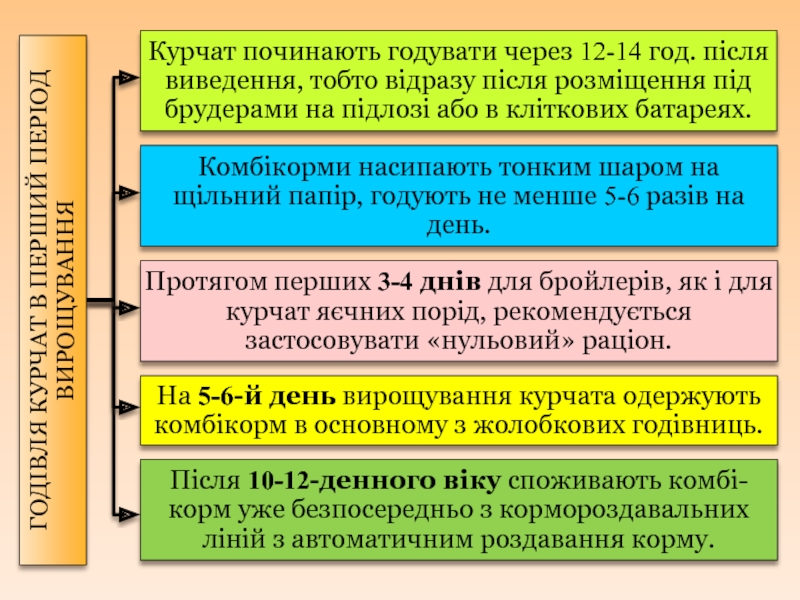 ГОДІВЛЯ КУРЧАТ В ПЕРШИЙ ПЕРІОД
ВИРОЩУВАННЯ
Курчат починають годувати через 12-14 год. після
виведення, тобто відразу після розміщення під
брудерами на підлозі або в кліткових батареях.
Комбікорми насипають тонким шаром на
щільний папір, годують не менше 5-6 разів на
день.
Протягом перших 3-4 днів для бройлерів, як і для
курчат яєчних порід, рекомендується
застосовувати «нульовий» раціон.
На 5-6-й день вирощування курчата одержують
комбікорм в основному з жолобкових годівниць.
Після 10-12-денного віку споживають комбі-
корм уже безпосередньо з кормороздавальних
ліній з автоматичним роздавання корму.